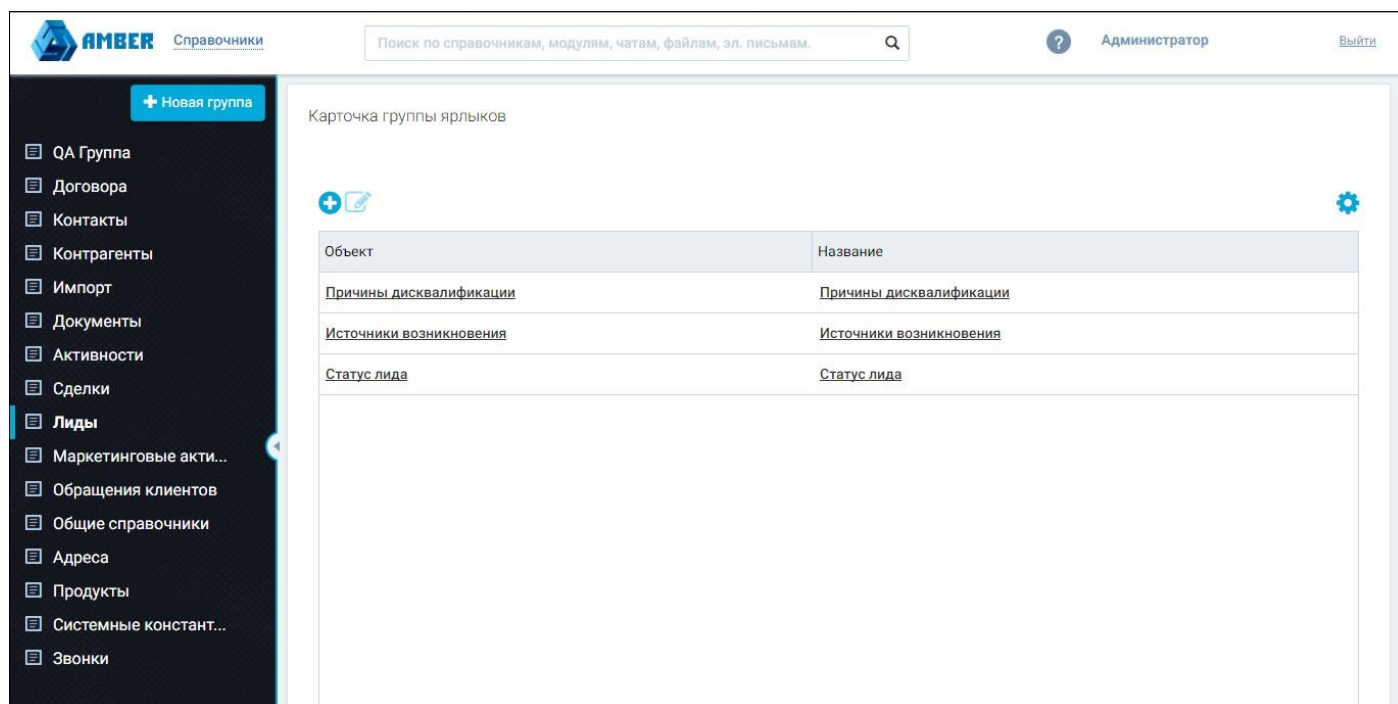 AMBER Справочники Поиск по справочникам, модулям, чатам, файлам, эл. письмам. ? Администратор Выйти
Новая группа
Карточка группы ярлыков
QA Группа
Договора
Контакты
Контрагенты
Импорт
Документы
Активности
Сделки
Лиды
Маркетинговые акти...
Обращения клиентов
Общие справочники
Адреса
Продукты
Системные констант...
Звонки
Объект Название
Причины дисквалификации Причины дисквалификации
Источники возникновения Источники возникновения
Статус лида Статус лида